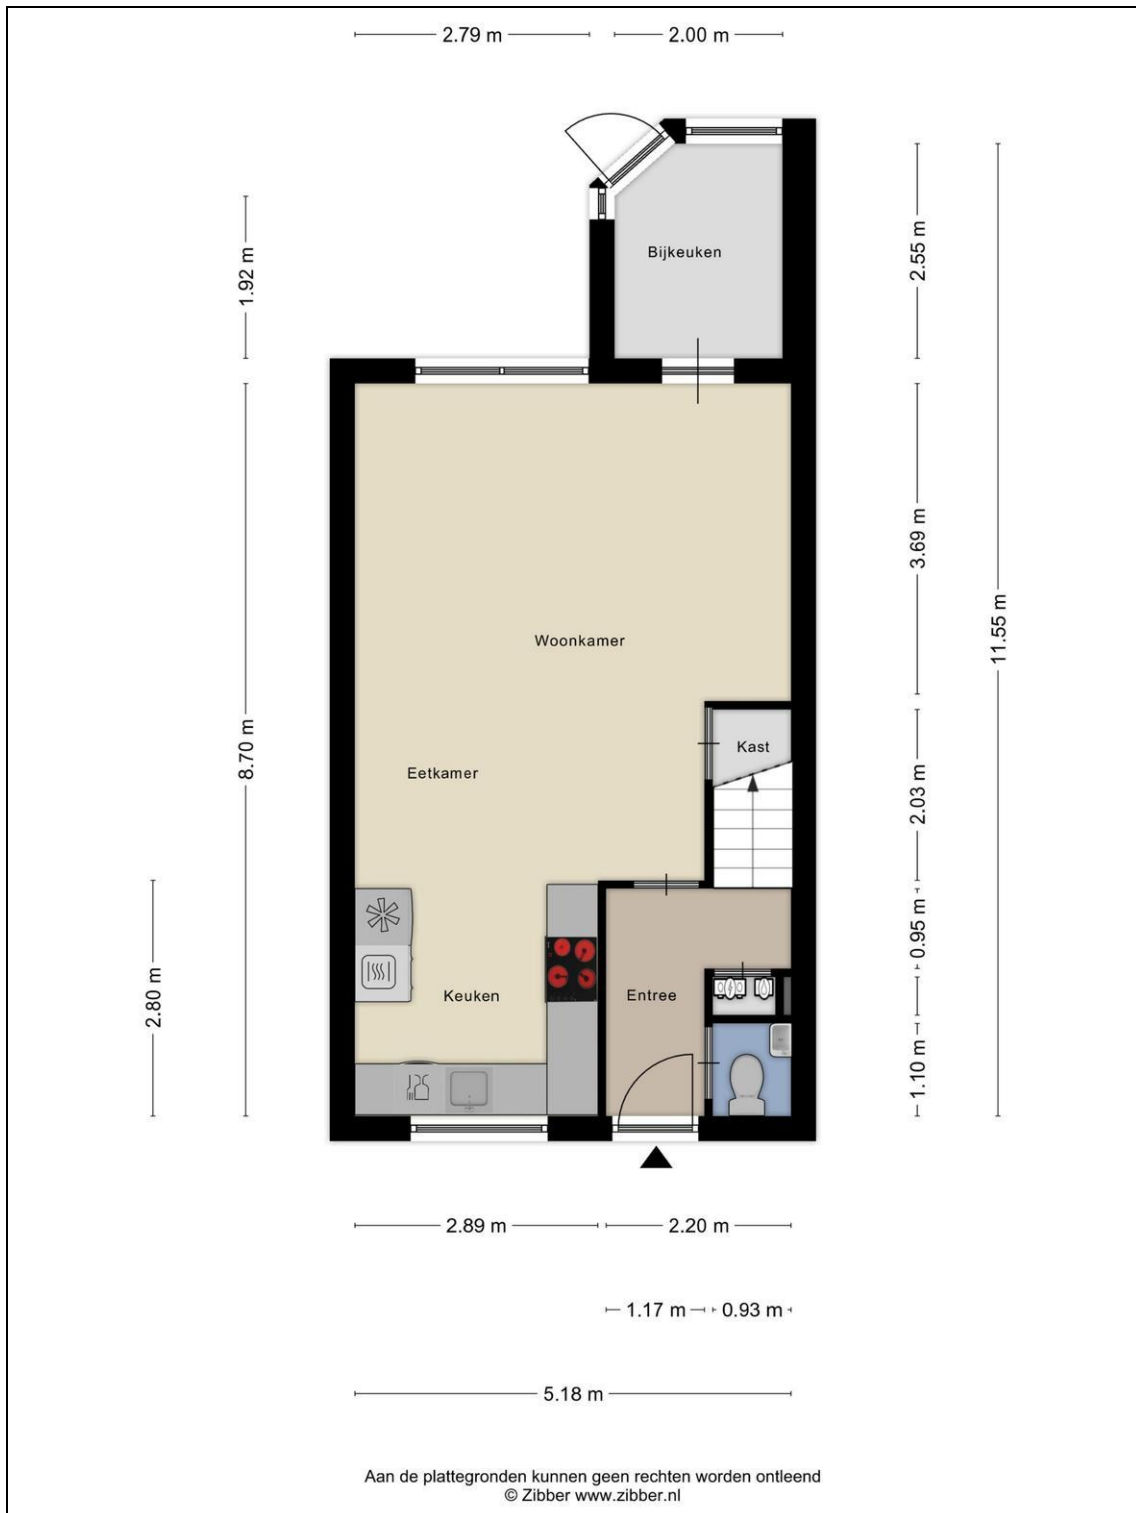 2.79 m
2.00 m
Bijkeuken
1.92 m
2.55 m
3.69 m
11.55 m
Woonkamer
8.70 m
Kast
Eetkamer
2.03 m
0.95 m
2.80 m
Keuken
Entree
1.10 m
2.89 m
2.20 m
1.17 m
0.93 m
5.18 m
Aan de plattegronden kunnen geen rechten worden ontleend
© Zibber www.zibber.nl